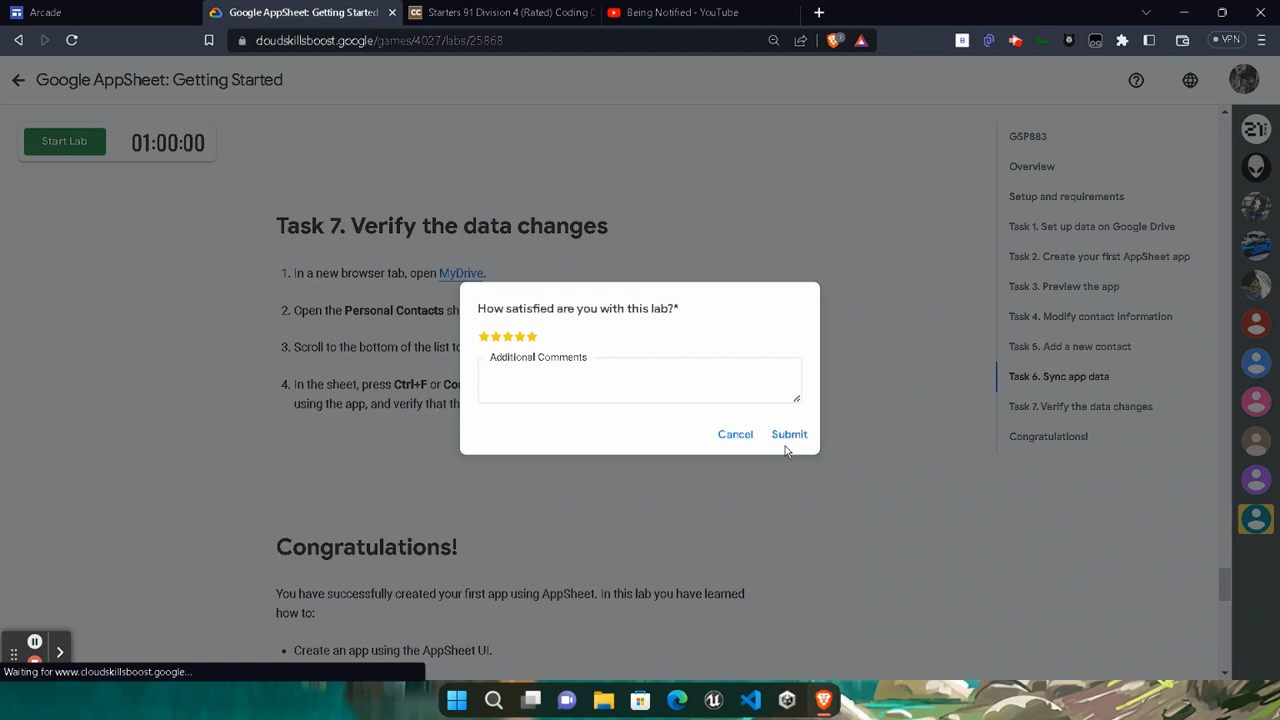 Arcade
Google AppSheet: Getting Started
Starters 91 Division 4 (Rated) Coding C
Being Notified - YouTube
cloudskillsboost.google/games/4027/labs/25868
VPN
Google AppSheet: Getting Started
Start Lab
01:00:00
GSP883
Overview
Setup and requirements
Task 1. Set up data on Google Drive
Task 2. Create your first AppSheet app
Task 3. Preview the app
Task 4. Modify contact information
Task 5. Add a new contact
Task 6. Sync app data
Task 7. Verify the data changes
Congratulations!
Task 7. Verify the data changes
1. In a new browser tab, open MyDrive.
2. Open the Personal Contacts sh
3. Scroll to the bottom of the list to
4. In the sheet, press Ctrl+F or Co
using the app, and verify that th
How satisfied are you with this lab?*
Additional Comments
Cancel
Submit
Congratulations!
You have successfully created your first app using AppSheet. In this lab you have learned
how to:
• Create an app using the AppSheet UI.
Waiting for www.cloudskillsboost.google...